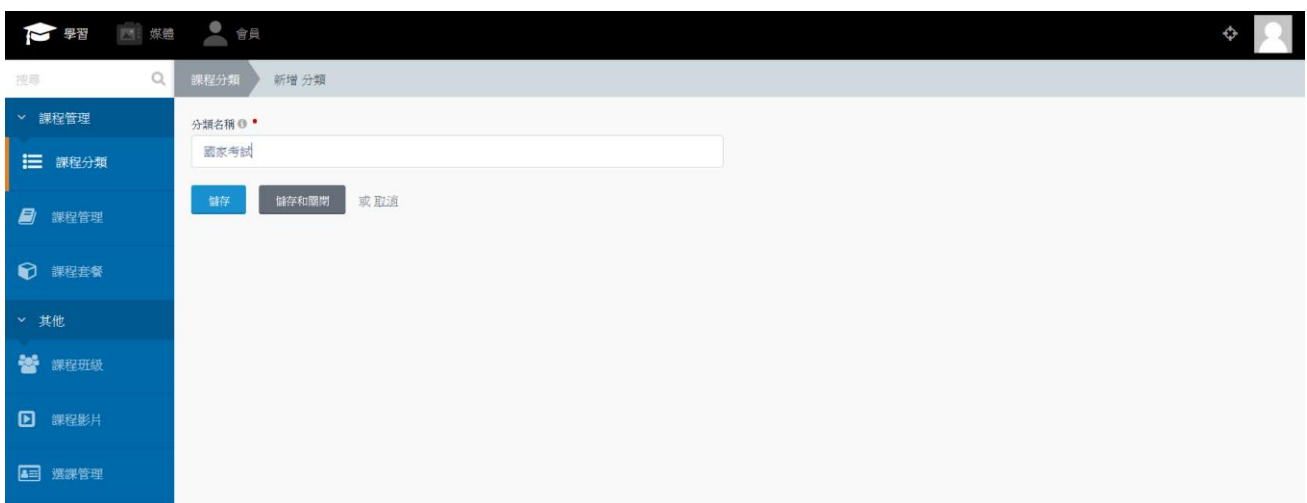 學習 媒體 會員
搜尋
課程分類 新增 分類
課程管理
分類名稱
國家考試
課程分類
儲存 儲存和關閉 或 取消
課程管理
課程套餐
其他
課程班級
課程影片
選課管理